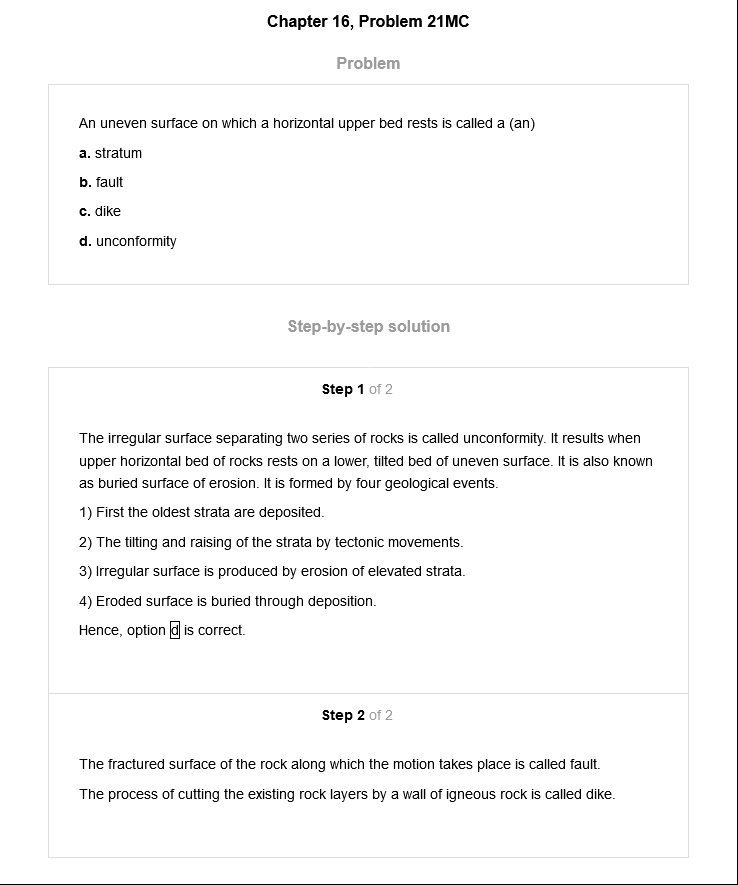 Chapter 16, Problem 21MC
Problem
An uneven surface on which a horizontal upper bed rests is called a (an)
a. stratum
b. fault
c. dike
d. unconformity
Step-by-step solution
Step 1 of 2
The irregular surface separating two series of rocks is called unconformity. It results when
upper horizontal bed of rocks rests on a lower, tilted bed of uneven surface. It is also known
as buried surface of erosion. It is formed by four geological events.
1) First the oldest strata are deposited.
2) The tilting and raising of the strata by tectonic movements.
3) Irregular surface is produced by erosion of elevated strata.
4) Eroded surface is buried through deposition.
Hence, option d is correct.
Step 2 of 2
The fractured surface of the rock along which the motion takes place is called fault.
The process of cutting the existing rock layers by a wall of igneous rock is called dike.